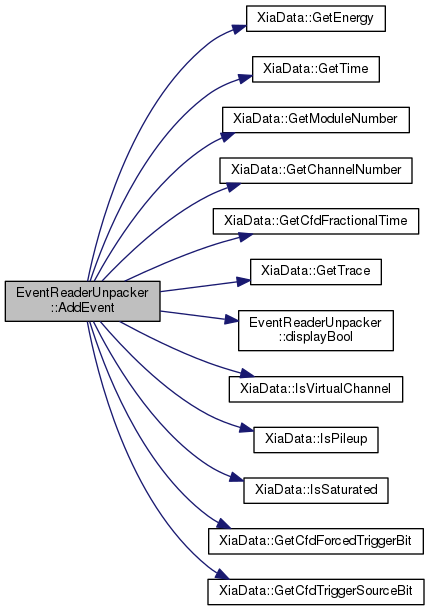 XiaData::GetEnergy
XiaData::GetTime
XiaData::GetModuleNumber
XiaData::GetChannelNumber
XiaData::GetCfdFractionalTime
XiaData::GetTrace
EventReaderUnpacker
::AddEvent
EventReaderUnpacker
::displayBool
XiaData::IsVirtualChannel
XiaData::IsPileup
XiaData::IsSaturated
XiaData::GetCfdForcedTriggerBit
XiaData::GetCfdTriggerSourceBit